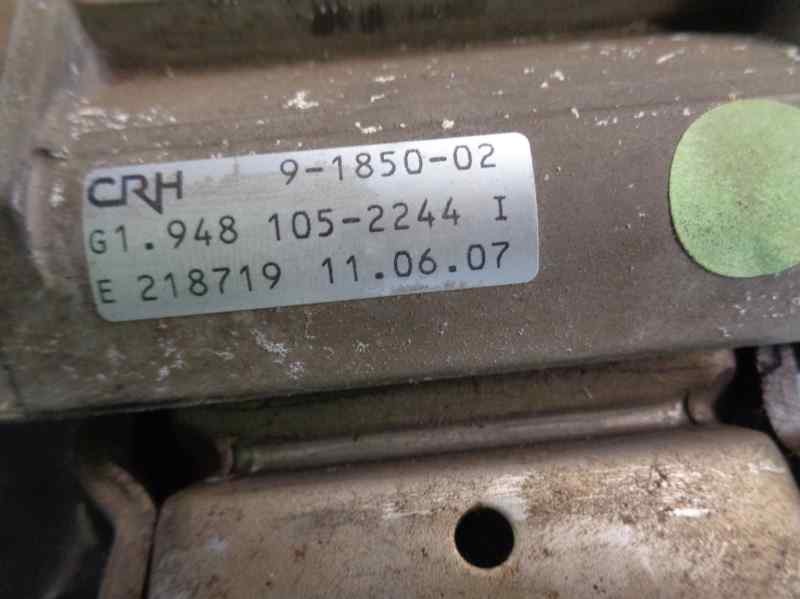 CRH 9-1850-02
G1.948 105-2244 I
E 218719 11.06.07